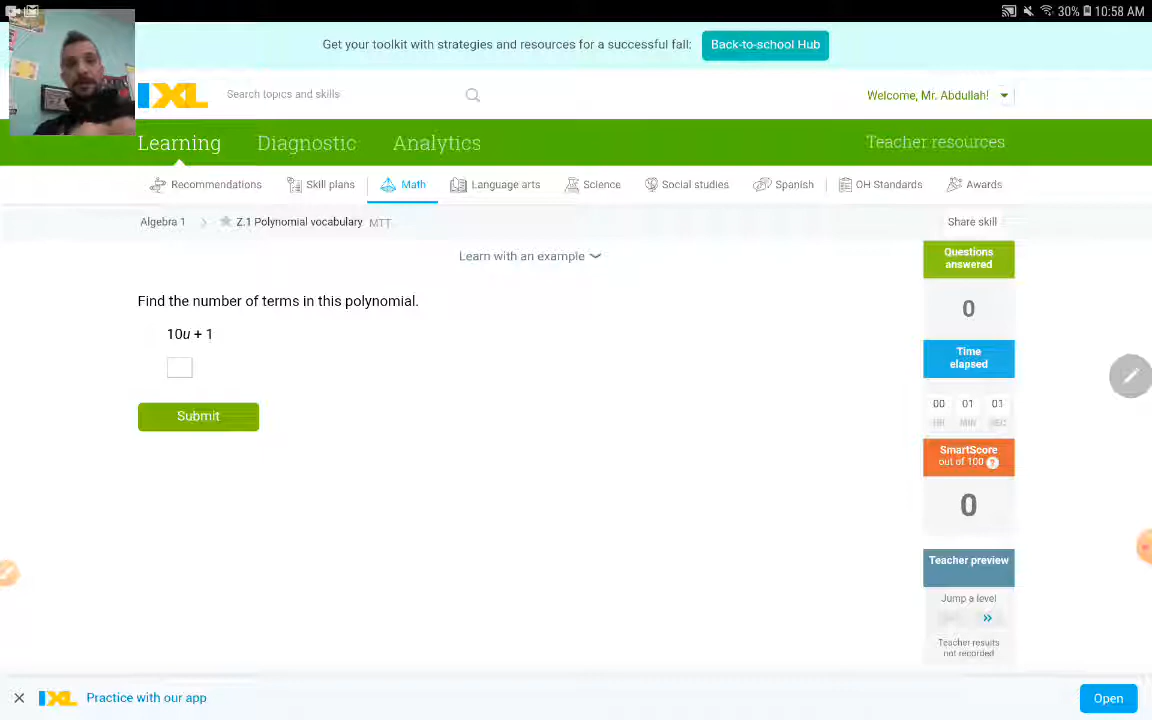 30% 10:58 AM
Get your toolkit with strategies and resources for a successful fall: Back-to-school Hub
IXL Search topics and skills Welcome, Mr. Abdullah!
Learning Diagnostic Analytics Teacher resources
Recommendations Skill plans Math Language arts Science Social studies Spanish OH Standards Awards
Algebra 1 Z.1 Polynomial vocabulary MTT Share skill
Learn with an example
Questions
answered
0
Find the number of terms in this polynomial.
10u + 1
Submit
Time
elapsed
00 01 01
HR MIN SEC
SmartScore
out of 100 ?
0
Teacher preview
Jump a level
Teacher results
not recorded
IXL Practice with our app Open